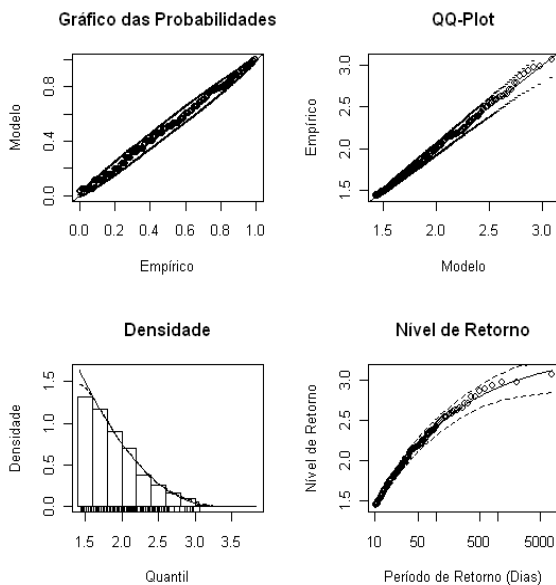 Gráfico das Probabilidades
Modelo
0.0
0.4
0.8
0.0 0.2 0.4 0.6 0.8 1.0
Empírico
QQ-Plot
Empírico
1.5
2.0
2.5
3.0
1.5 2.0 2.5 3.0
Modelo
Densidade
Densidade
0.0
0.5
1.0
1.5
1.5 2.0 2.5 3.0 3.5
Quantil
Nível de Retorno
Nível de Retorno
1.5
2.0
2.5
3.0
10 50 500 5000
Período de Retorno (Dias)